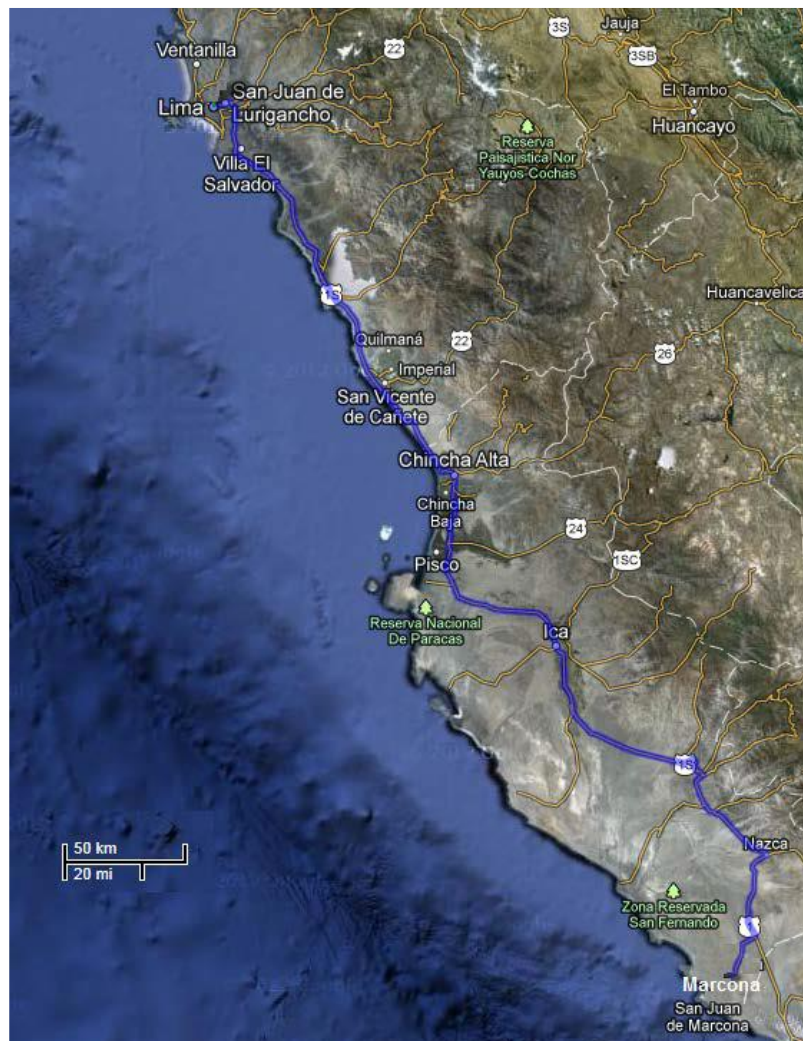 Jauja
3S
Ventanilla
22
3SB
El Tambo
San Juan de
Lurigancho
Lima
Huancayo
Reserva
Paisajistica Nor
Yauyos-Cochas
Villa El
Salvador
Huancavelica
1S
Quilmaná
22
26
Imperial
San Vicente
de Cañete
Chincha Alta
Chincha
Baja
24
Pisco
1SC
Reserva Nacional
De Paracas
Ica
1S
50 km
20 mi
Nazca
Zona Reservada
San Fernando
Marcona
San Juan
de Marcona